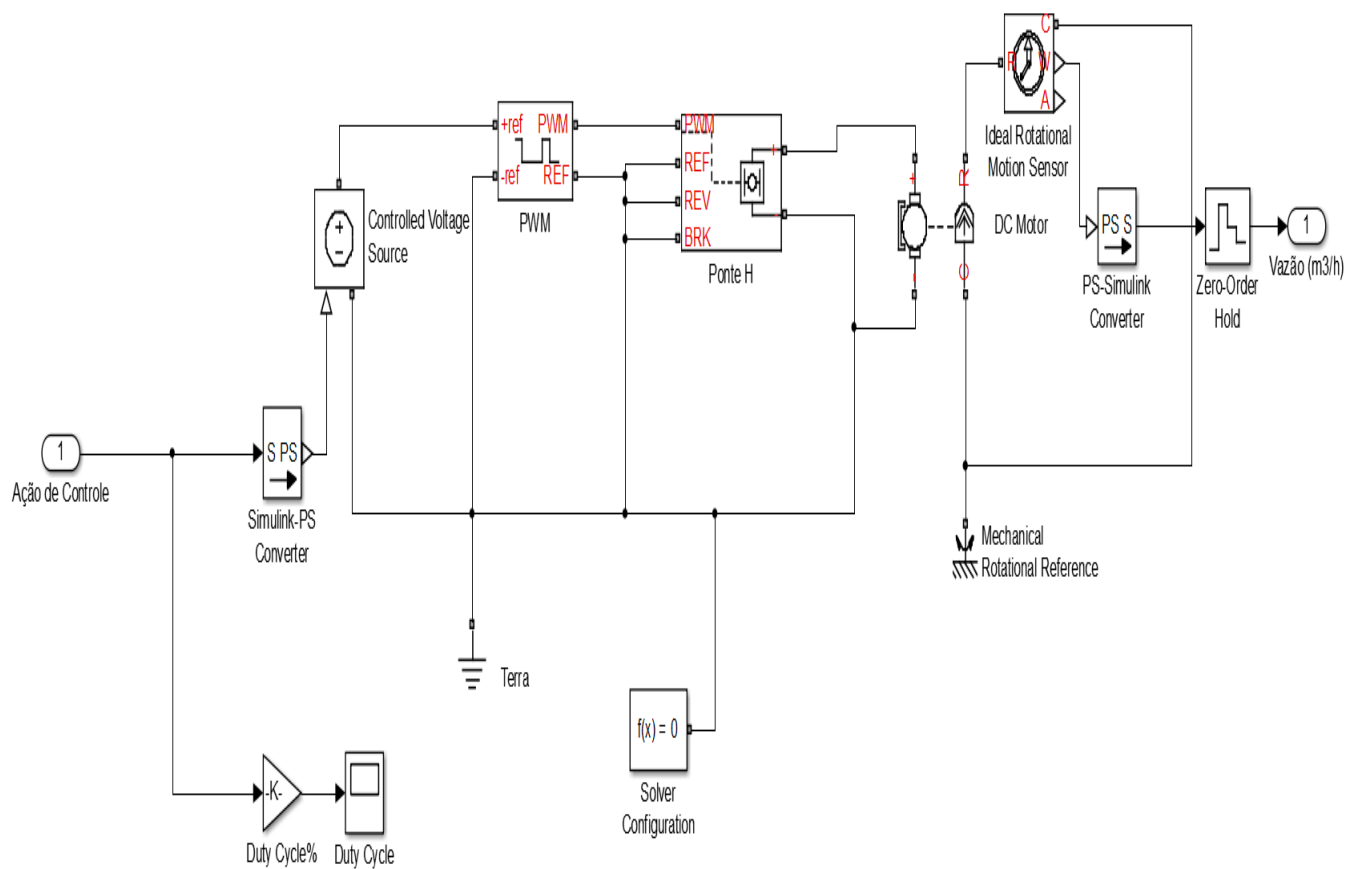 C
R
W
A
Ideal Rotational
Motion Sensor
+ref
PWM
-ref
REF
PWM
PWM
REF
REV
BRK
+
-
Ponte H
Controlled Voltage
Source
+
-
R
C
DC Motor
PS S
PS-Simulink
Converter
Zero-Order
Hold
1
Vazão (m3/h)
1
Ação de Controle
S PS
Simulink-PS
Converter
Mechanical
Rotational Reference
Terra
f(x) = 0
Solver
Configuration
-K-
Duty Cycle%
Duty Cycle